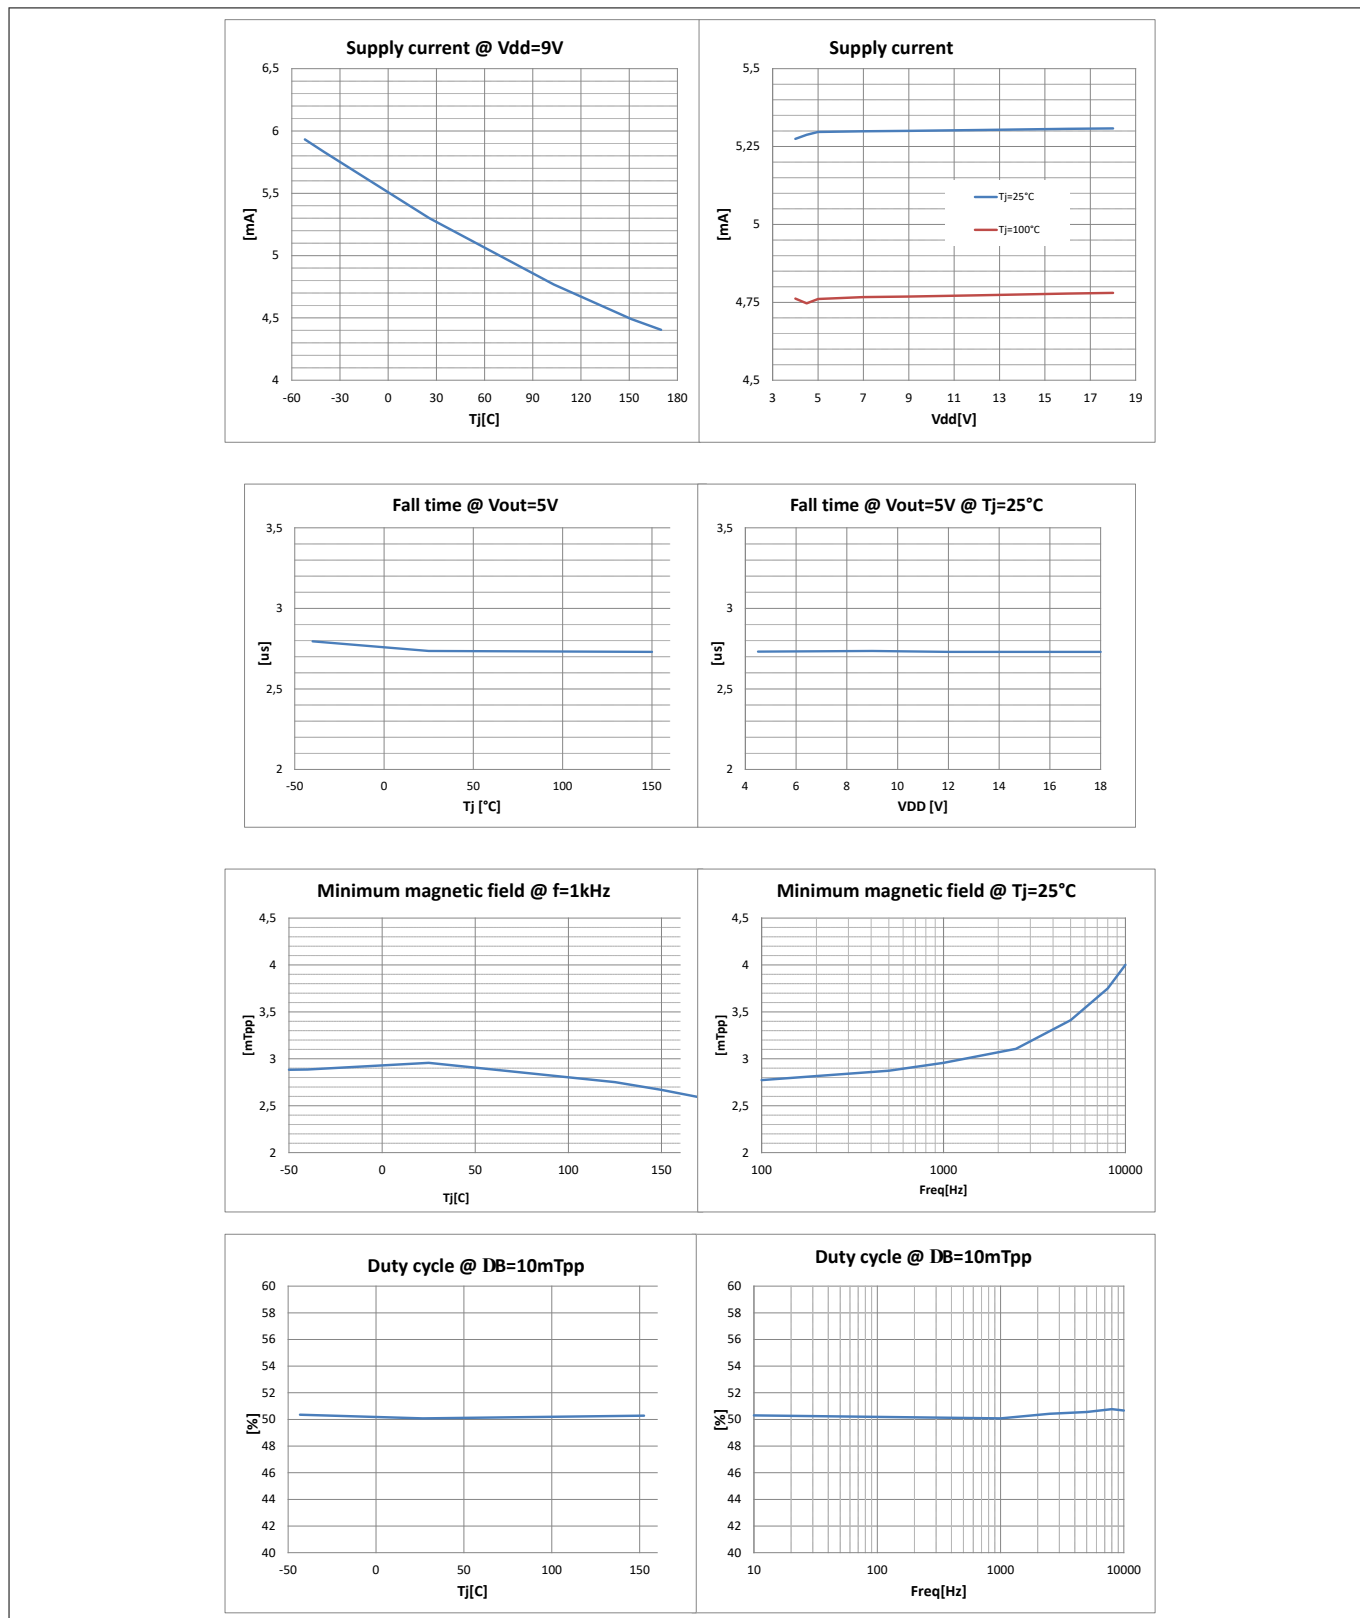 Supply current @ Vdd=9V
6,5
6
5,5
5
4,5
4
[mA]
-60 -30 0 30 60 90 120 150 180
Tj[C]
Supply current
5,5
5,25
5
4,75
4,5
[mA]
Tj=25°C
Tj=100°C
3 5 7 9 11 13 15 17 19
Vdd[V]
Fall time @ Vout=5V
3,5
3
2,5
2
[us]
-50 0 50 100 150
Tj [°C]
Fall time @ Vout=5V @ Tj=25°C
3,5
3
2,5
2
[us]
4 6 8 10 12 14 16 18
VDD [V]
Minimum magnetic field @ f=1kHz
4,5
4
3,5
3
2,5
2
[mTpp]
-50 0 50 100 150
Tj[C]
Minimum magnetic field @ Tj=25°C
4,5
4
3,5
3
2,5
2
[mTpp]
100 1000 10000
Freq[Hz]
Duty cycle @ DB=10mTpp
60
58
56
54
52
50
48
46
44
42
40
[%]
-50 0 50 100 150
Tj[C]
Duty cycle @ DB=10mTpp
60
58
56
54
52
50
48
46
44
42
40
[%]
10 100 1000 10000
Freq[Hz]